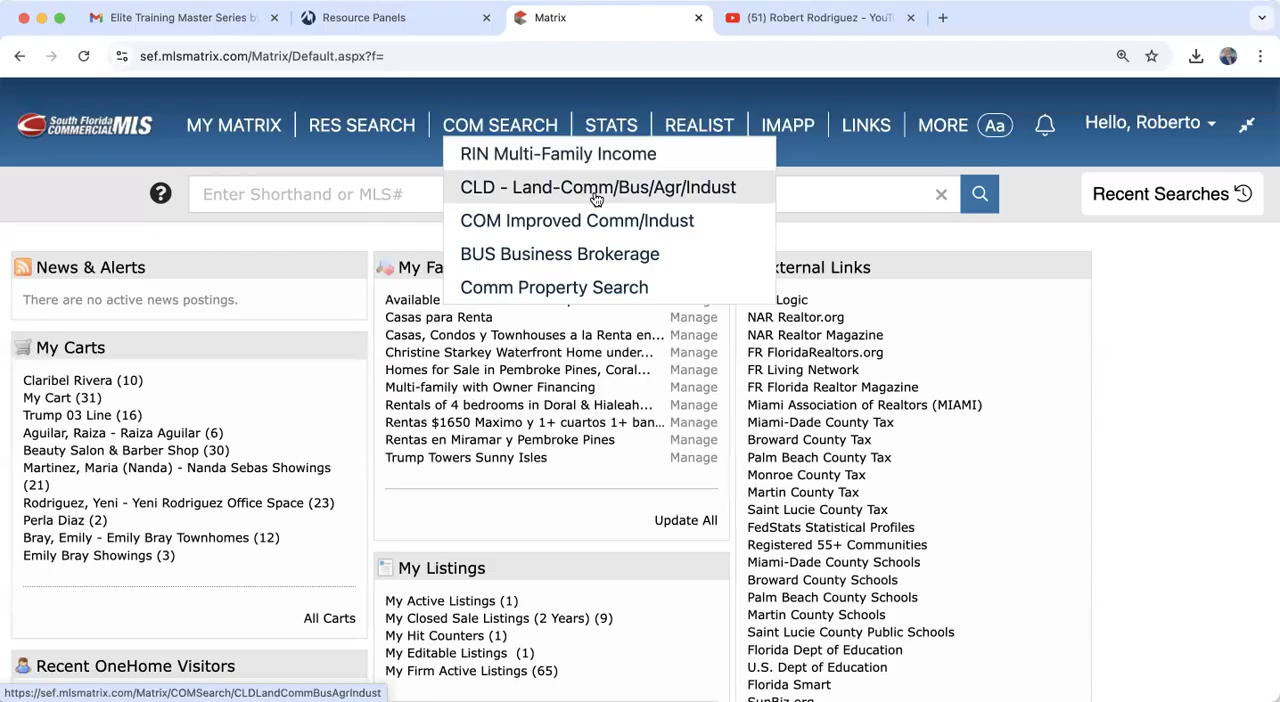 Elite Training Master Series b
Resource Panels
Matrix
(51) Robert Rodriguez - YouT
sef.mlsmatrix.com/Matrix/Default.aspx?f=
South Florida
COMMERCIAL MLS
MY MATRIX
RES SEARCH
COM SEARCH
STATS
REALIST
IMAPP
LINKS
MORE
Aa
Hello, Roberto
RIN Multi-Family Income
CLD - Land-Comm/Bus/Agr/Indust
COM Improved Comm/Indust
BUS Business Brokerage
Comm Property Search
?
Enter Shorthand or MLS#
Recent Searches
News & Alerts
There are no active news postings.
My Carts
Claribel Rivera (10)
My Cart (31)
Trump 03 Line (16)
Aguilar, Raiza - Raiza Aguilar (6)
Beauty Salon & Barber Shop (30)
Martinez, Maria (Nanda) - Nanda Sebas Showings
(21)
Rodriguez, Yeni - Yeni Rodriguez Office Space (23)
Perla Diaz (2)
Bray, Emily - Emily Bray Townhomes (12)
Emily Bray Showings (3)
All Carts
Recent OneHome Visitors
https://sef.mlsmatrix.com/Matrix/COMSearch/CLDLandCommBusAgrIndust
My Fa
Available
Casas para Renta Manage
Casas, Condos y Townhouses a la Renta en... Manage
Christine Starkey Waterfront Home under... Manage
Homes for Sale in Pembroke Pines, Coral... Manage
Multi-family with Owner Financing Manage
Rentals of 4 bedrooms in Doral & Hialeah... Manage
Rentas $1650 Maximo y 1+ cuartos 1+ ban... Manage
Rentas en Miramar y Pembroke Pines Manage
Trump Towers Sunny Isles Manage
Update All
My Listings
My Active Listings (1)
My Closed Sale Listings (2 Years) (9)
My Hit Counters (1)
My Editable Listings (1)
My Firm Active Listings (65)
ternal Links
Logic
NAR Realtor.org
NAR Realtor Magazine
FR FloridaRealtors.org
FR Living Network
FR Florida Realtor Magazine
Miami Association of Realtors (MIAMI)
Miami-Dade County Tax
Broward County Tax
Palm Beach County Tax
Monroe County Tax
Martin County Tax
Saint Lucie County Tax
FedStats Statistical Profiles
Registered 55+ Communities
Miami-Dade County Schools
Broward County Schools
Palm Beach County Schools
Martin County Schools
Saint Lucie County Public Schools
Florida Dept of Education
U.S. Dept of Education
Florida Smart
SunBiz.org